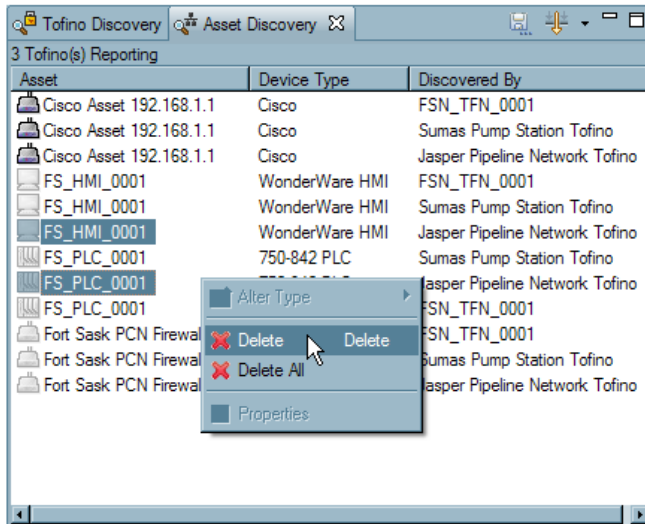 Tofino Discovery Asset Discovery
3 Tofino(s) Reporting
Asset Device Type Discovered By
Cisco Asset 192.168.1.1 Cisco FSN_TFN_0001
Cisco Asset 192.168.1.1 Cisco Sumas Pump Station Tofino
Cisco Asset 192.168.1.1 Cisco Jasper Pipeline Network Tofino
FS_HMI_0001 WonderWare HMI FSN_TFN_0001
FS_HMI_0001 WonderWare HMI Sumas Pump Station Tofino
FS_HMI_0001 WonderWare HMI Jasper Pipeline Network Tofino
FS_PLC_0001 750-842 PLC Sumas Pump Station Tofino
FS_PLC_0001 Jasper Pipeline Network Tofino
Alter Type
FS_PLC_0001 FSN_TFN_0001
Fort Sask PCN Firewal FSN_TFN_0001
Delete Delete
Fort Sask PCN Firewal Sumas Pump Station Tofino
Delete All
Fort Sask PCN Firewal Jasper Pipeline Network Tofino
Properties